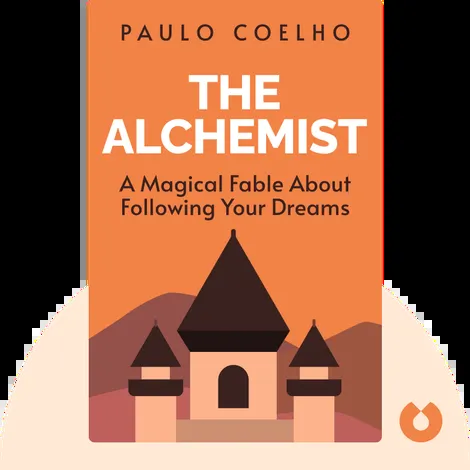 PAULO COELHO
THE
ALCHEMIST
A Magical Fable About
Following Your Dreams